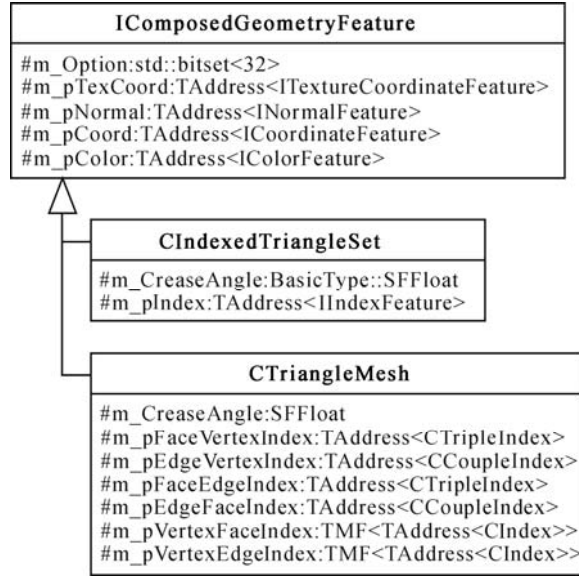 IComposedGeometryFeature
#m_Option:std::bitset<32>
#m_pTexCoord:TAddress<ITextureCoordinateFeature>
#m_pNormal:TAddress<INormalFeature>
#m_pCoord:TAddress<ICoordinateFeature>
#m_pColor:TAddress<IColorFeature>
CIndexedTriangleSet
#m_CreaseAngle:BasicType::SFFloat
#m_pIndex:TAddress<IIndexFeature>
CTriangleMesh
#m_CreaseAngle:SFFloat
#m_pFaceVertexIndex:TAddress<CTripleIndex>
#m_pEdgeVertexIndex:TAddress<CCoupleIndex>
#m_pFaceEdgeIndex:TAddress<CTripleIndex>
#m_pEdgeFaceIndex:TAddress<CCoupleIndex>
#m_pVertexFaceIndex:TMF<TAddress<CIndex>>
#m_pVertexEdgeIndex:TMF<TAddress<CIndex>>